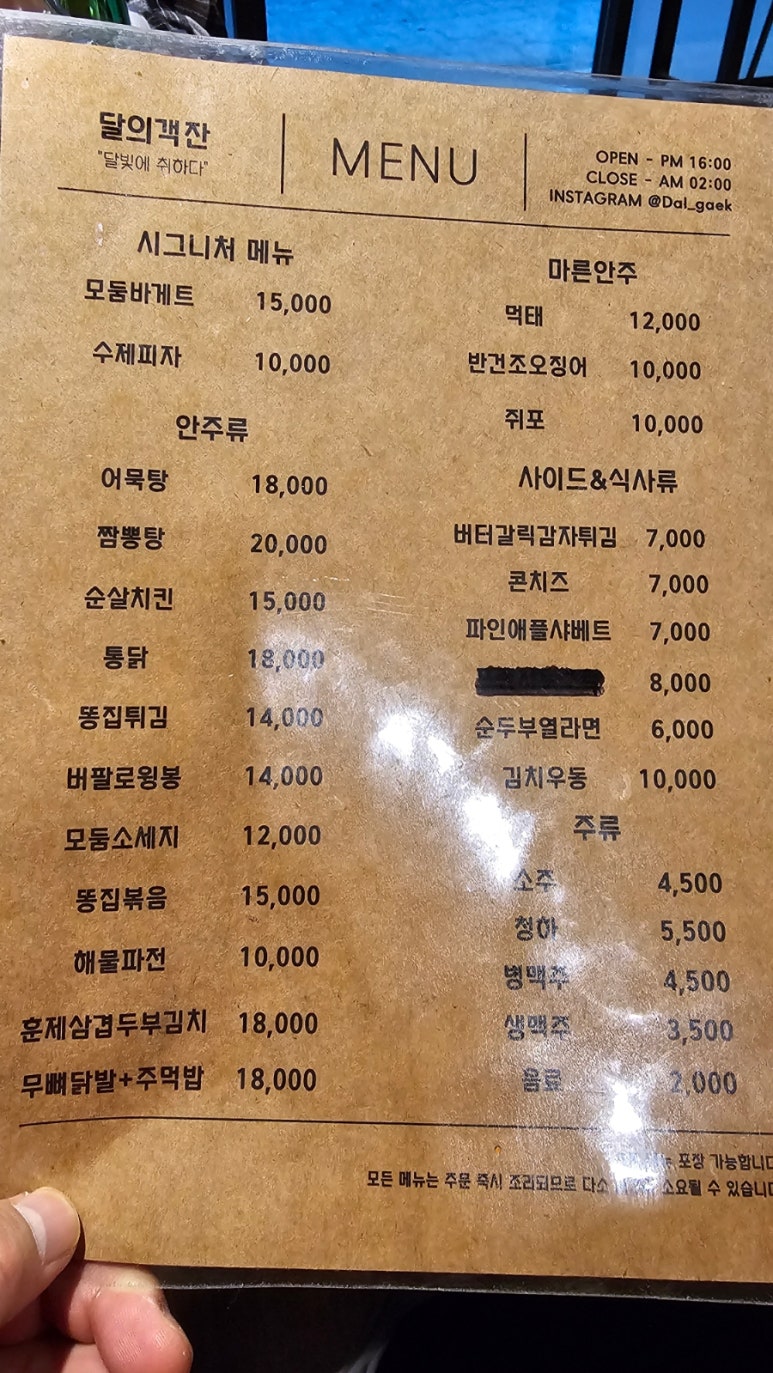 달의객잔
"달빛에 취하다"
MENU
OPEN - PM 16:00
CLOSE - AM 02:00
INSTAGRAM @Dal_gaek
시그니처 메뉴
모둠바게트 15,000
수제피자 10,000
안주류
어묵탕 18,000
짬뽕탕 20,000
순살치킨 15,000
통닭 18,000
똥집튀김 14,000
버팔로윙봉 14,000
모둠소세지 12,000
똥집볶음 15,000
해물파전 10,000
훈제삼겹두부김치 18,000
무뼈닭발+주먹밥 18,000
마른안주
먹태 12,000
반건조오징어 10,000
쥐포 10,000
사이드&식사류
버터갈릭감자튀김 7,000
콘치즈 7,000
파인애플샤베트 7,000
8,000
순두부열라면 6,000
김치우동 10,000
주류
소주 4,500
청하 5,500
병맥주 4,500
생맥주 3,500
음료 2,000
포장 가능합니다
모든 메뉴는 주문 즉시 조리되므로 다소 소요될 수 있습니다